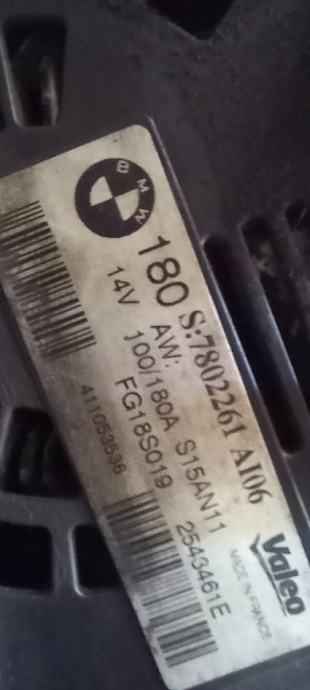 BMW
180 S:7802261 AI06
14V AW:
100/180A S15AN11
FG18S019 2543461E
411053536
Valeo
MADE IN FRANCE